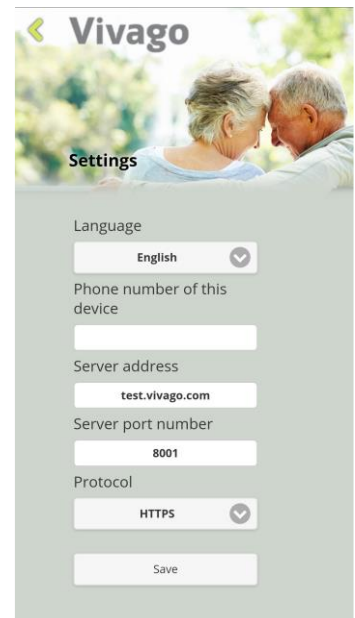 Vivago
Settings
Language
English
Phone number of this
device
Server address
test.vivago.com
Server port number
8001
Protocol
HTTPS
Save